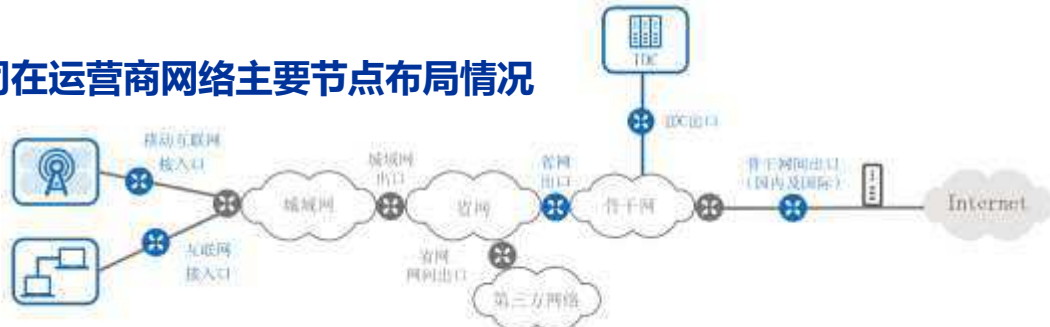 司在运营商网络主要节点布局情况
IDC
IDC出口
移动互联网
接入口
城域网
城域网
出口
省网
省网
出口
骨干网
骨干网间出口
(国内及国际)
Internet
互联网
接入口
省网
网间出口
第三方网络